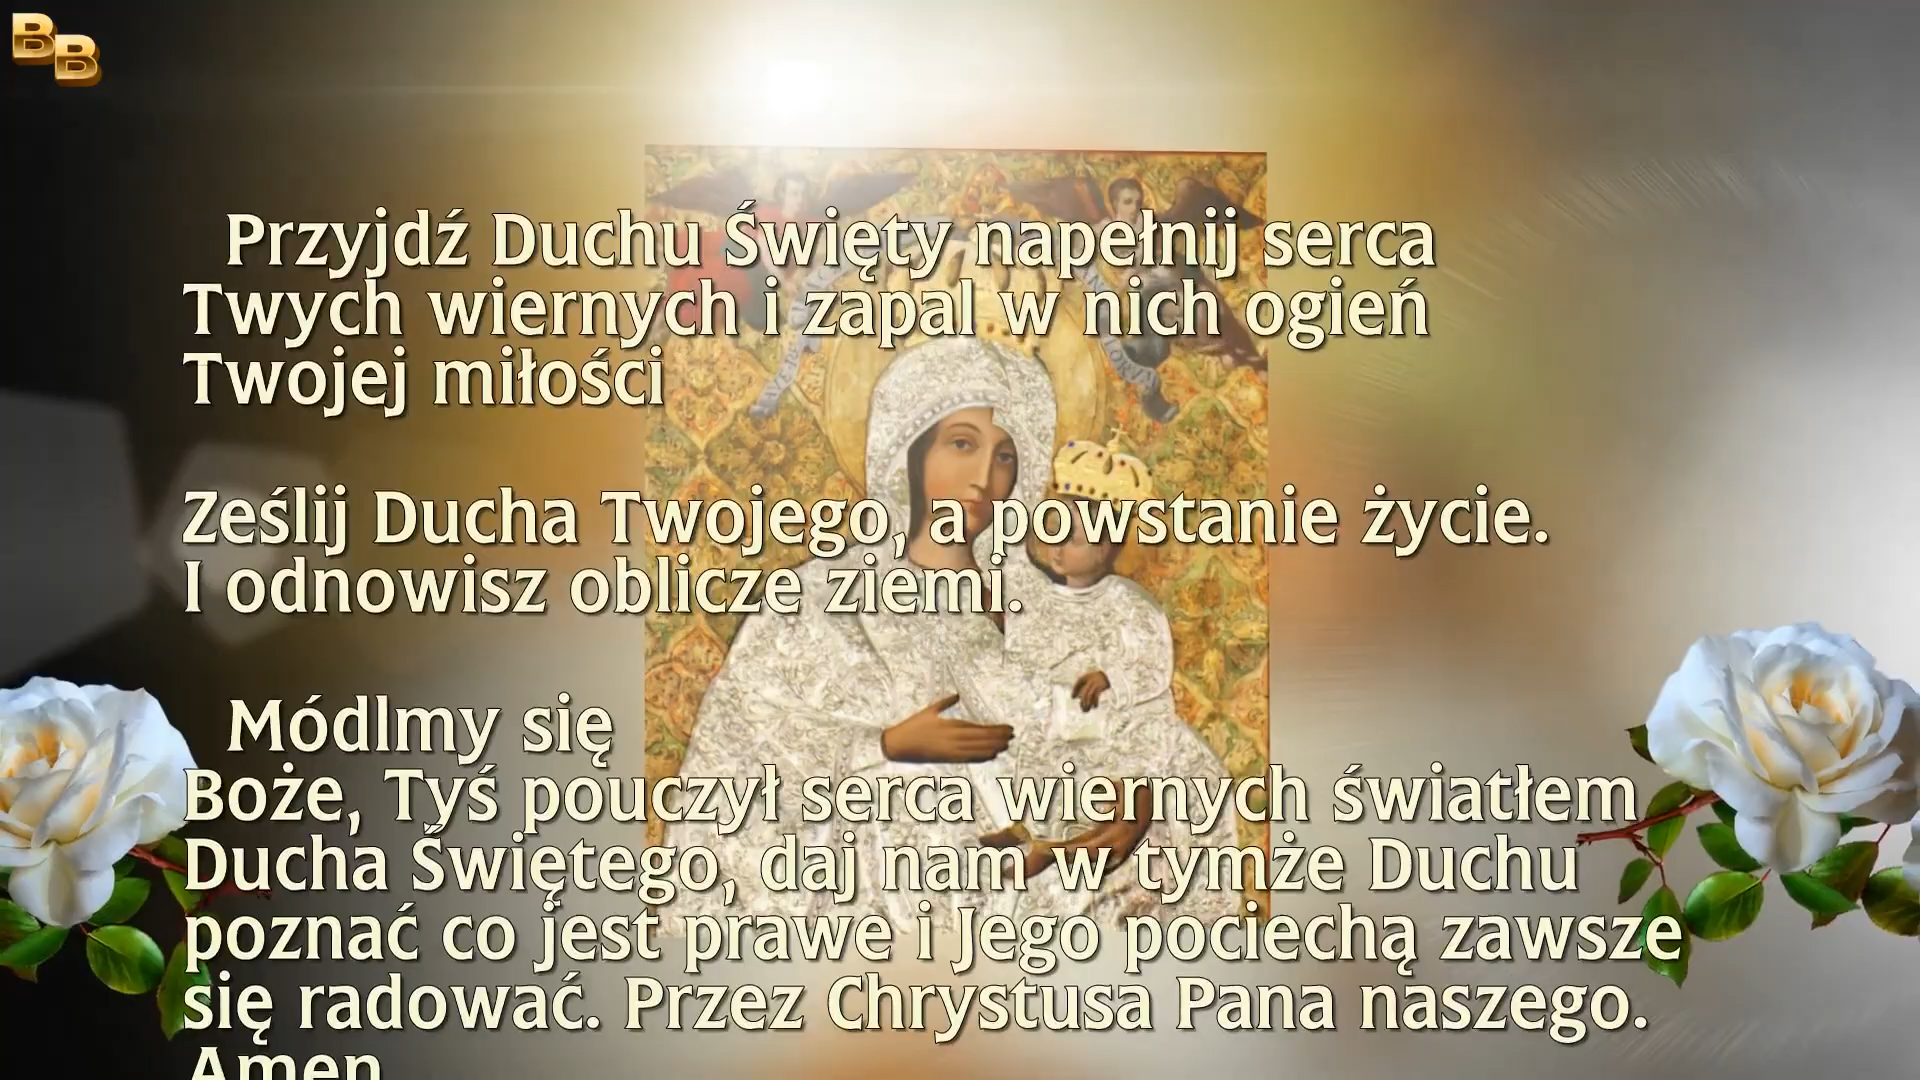 BB
Przyjdź Duchu Święty napełnij serca
Twych wiernych i zapal w nich ogień
Twojej miłości
Ześlij Ducha Twojego, a powstanie życie.
I odnowisz oblicze ziemi.
Módlmy się
Boże, Tyś pouczył serca wiernych światłem
Ducha Świętego, daj nam w tymże Duchu
poznać co jest prawe i Jego pociechą zawsze
się radować. Przez Chrystusa Pana naszego.
Amen